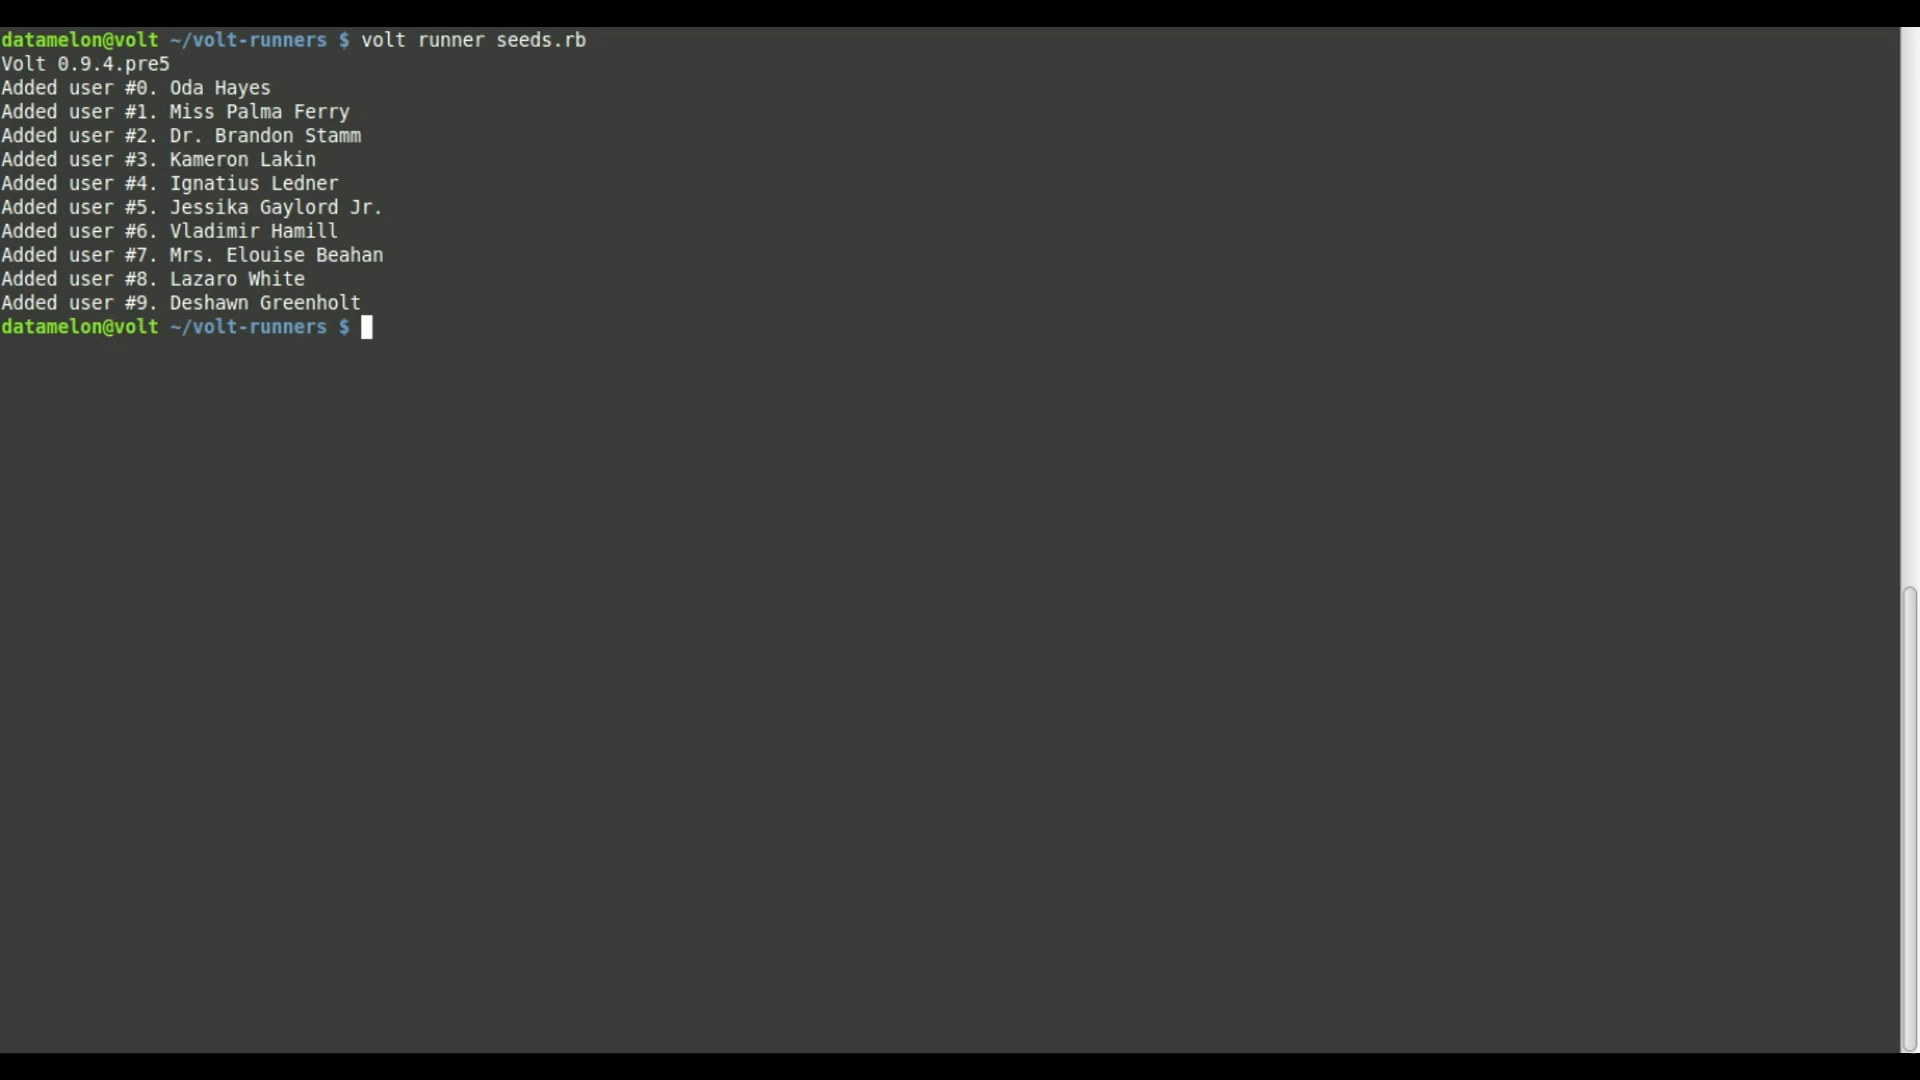 datamelon@volt ~/volt-runners $ volt runner seeds.rb
Volt 0.9.4.pre5
Added user #0. Oda Hayes
Added user #1. Miss Palma Ferry
Added user #2. Dr. Brandon Stamm
Added user #3. Kameron Lakin
Added user #4. Ignatius Ledner
Added user #5. Jessika Gaylord Jr.
Added user #6. Vladimir Hamill
Added user #7. Mrs. Elouise Beahan
Added user #8. Lazaro White
Added user #9. Deshawn Greenholt
datamelon@volt ~/volt-runners $